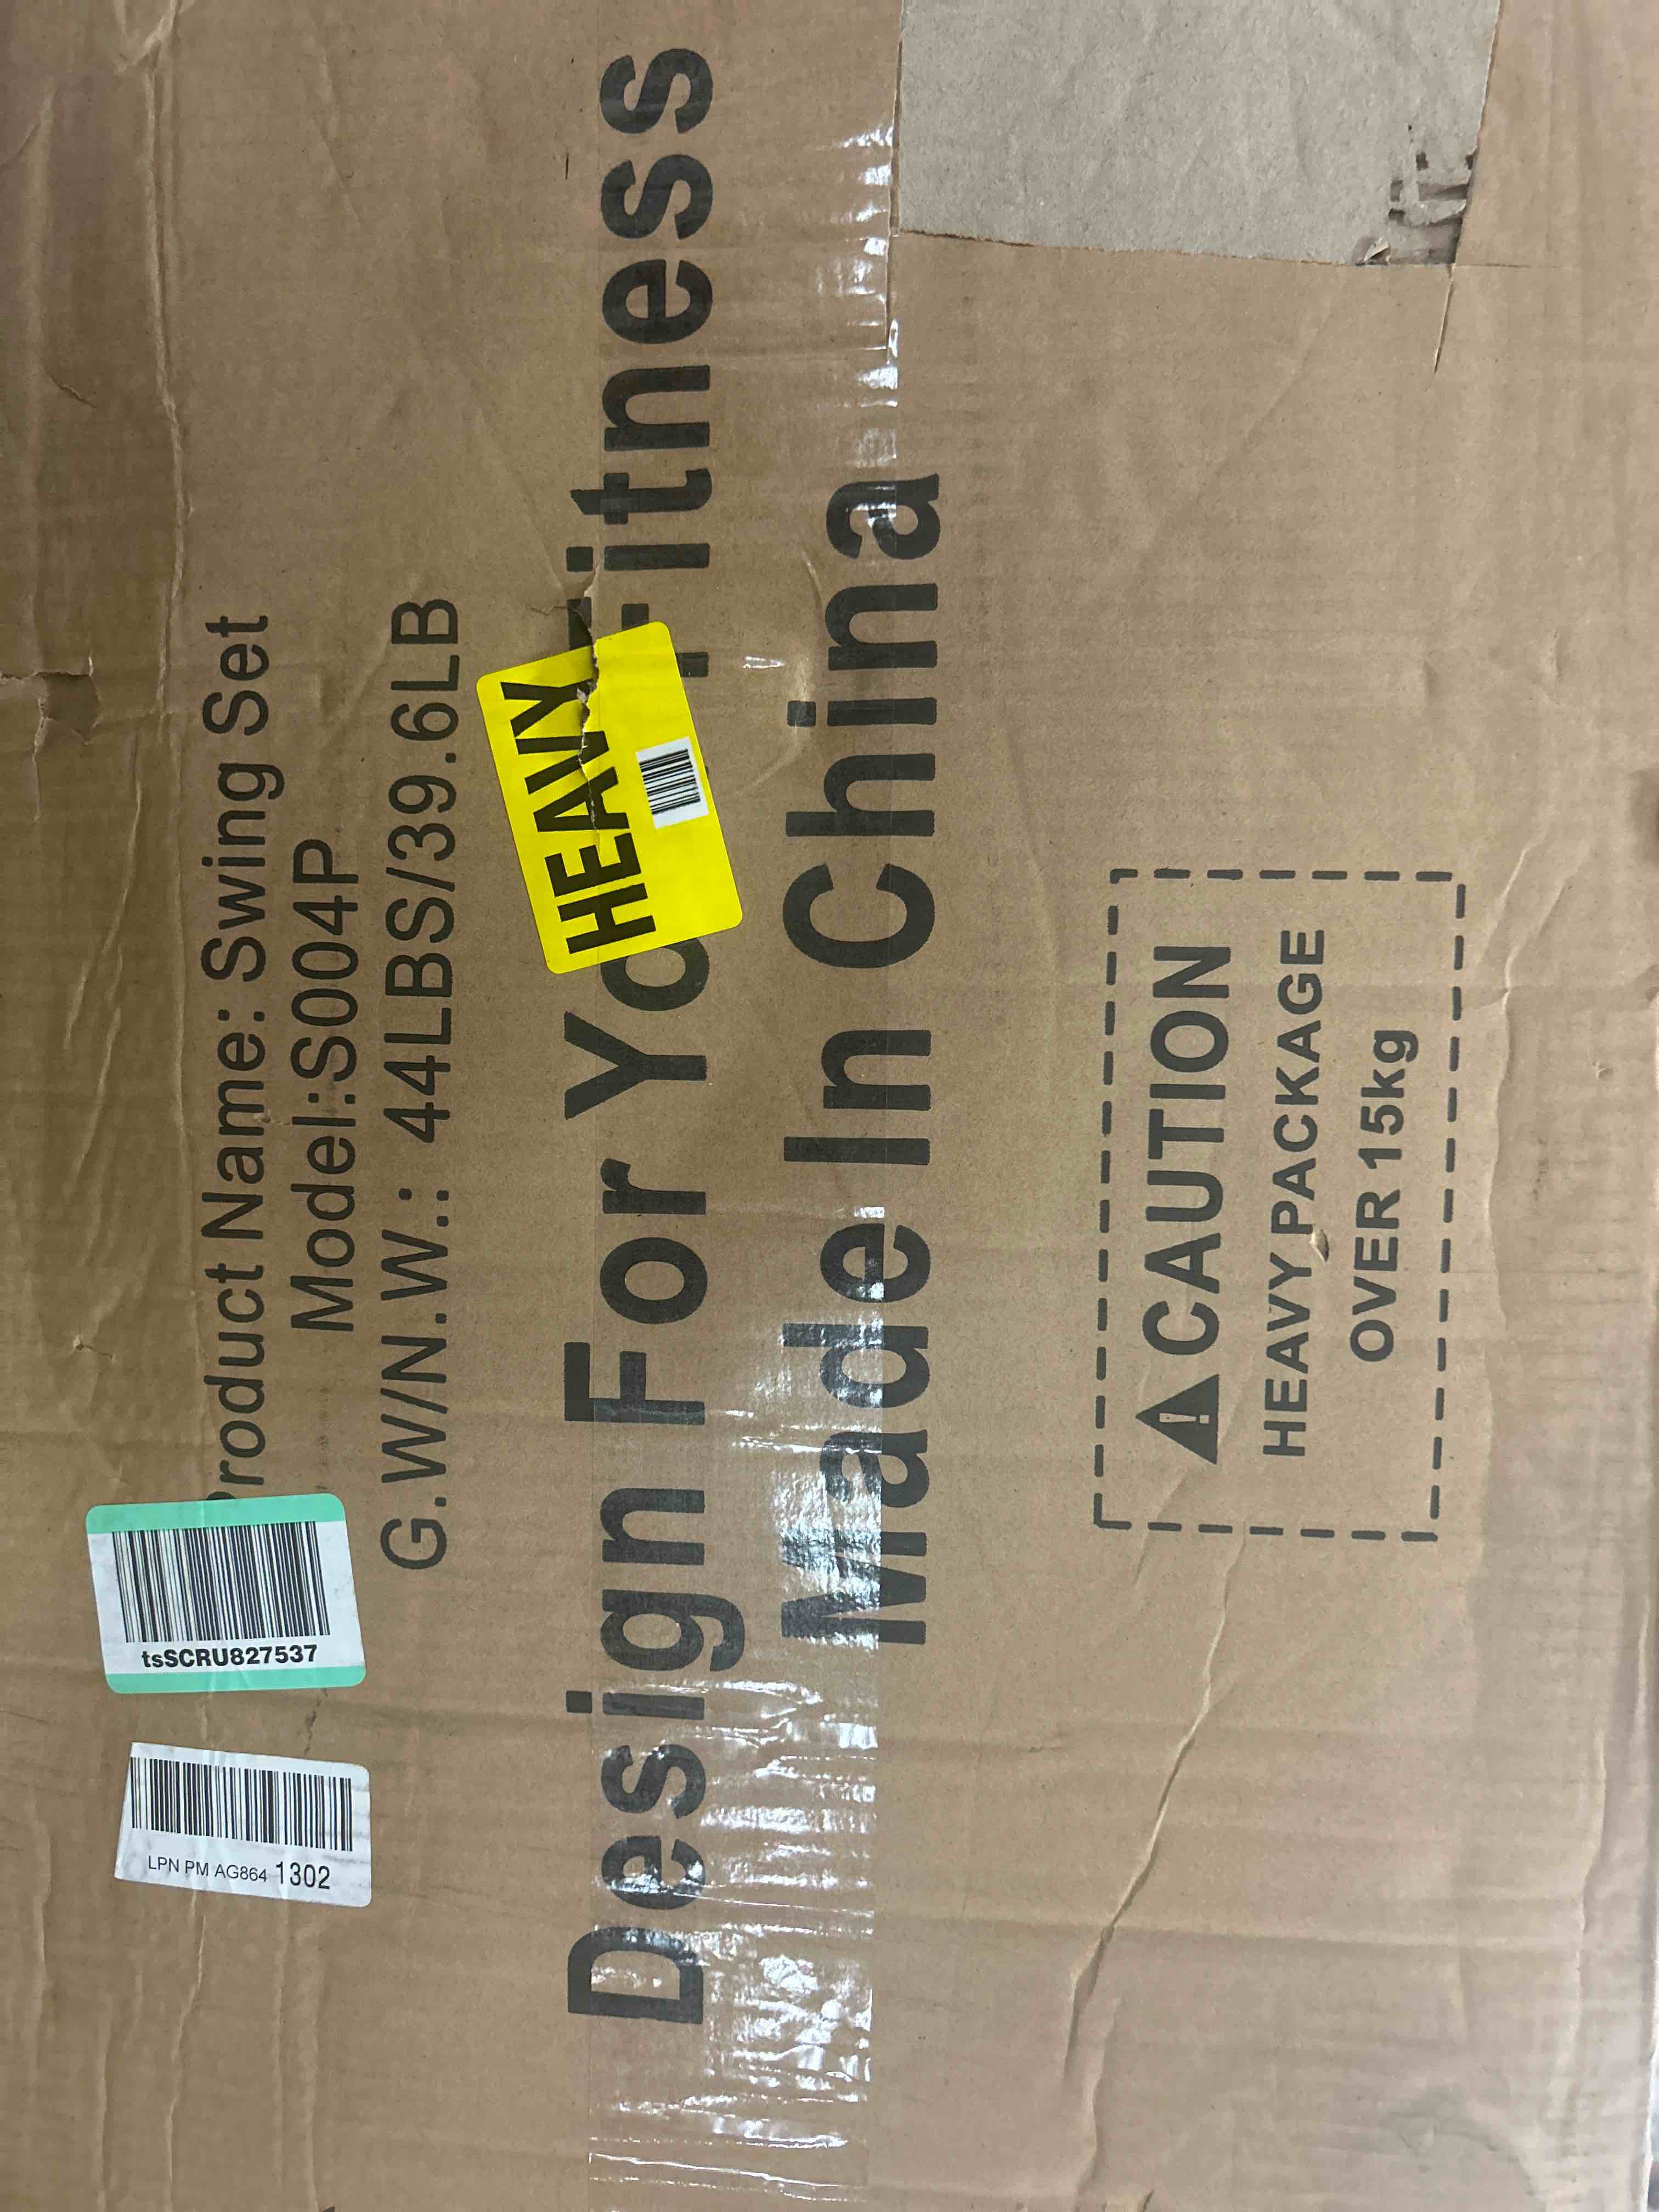 Product Name: Swing Set
Model:S004P
G.W/N.W.: 44LBS/39.6LB
HEAVY
Design For Yo Fitness
Made In China
CAUTION
HEAVY PACKAGE
OVER 15kg
tsSCRU827537
LPN PM AG864 1302